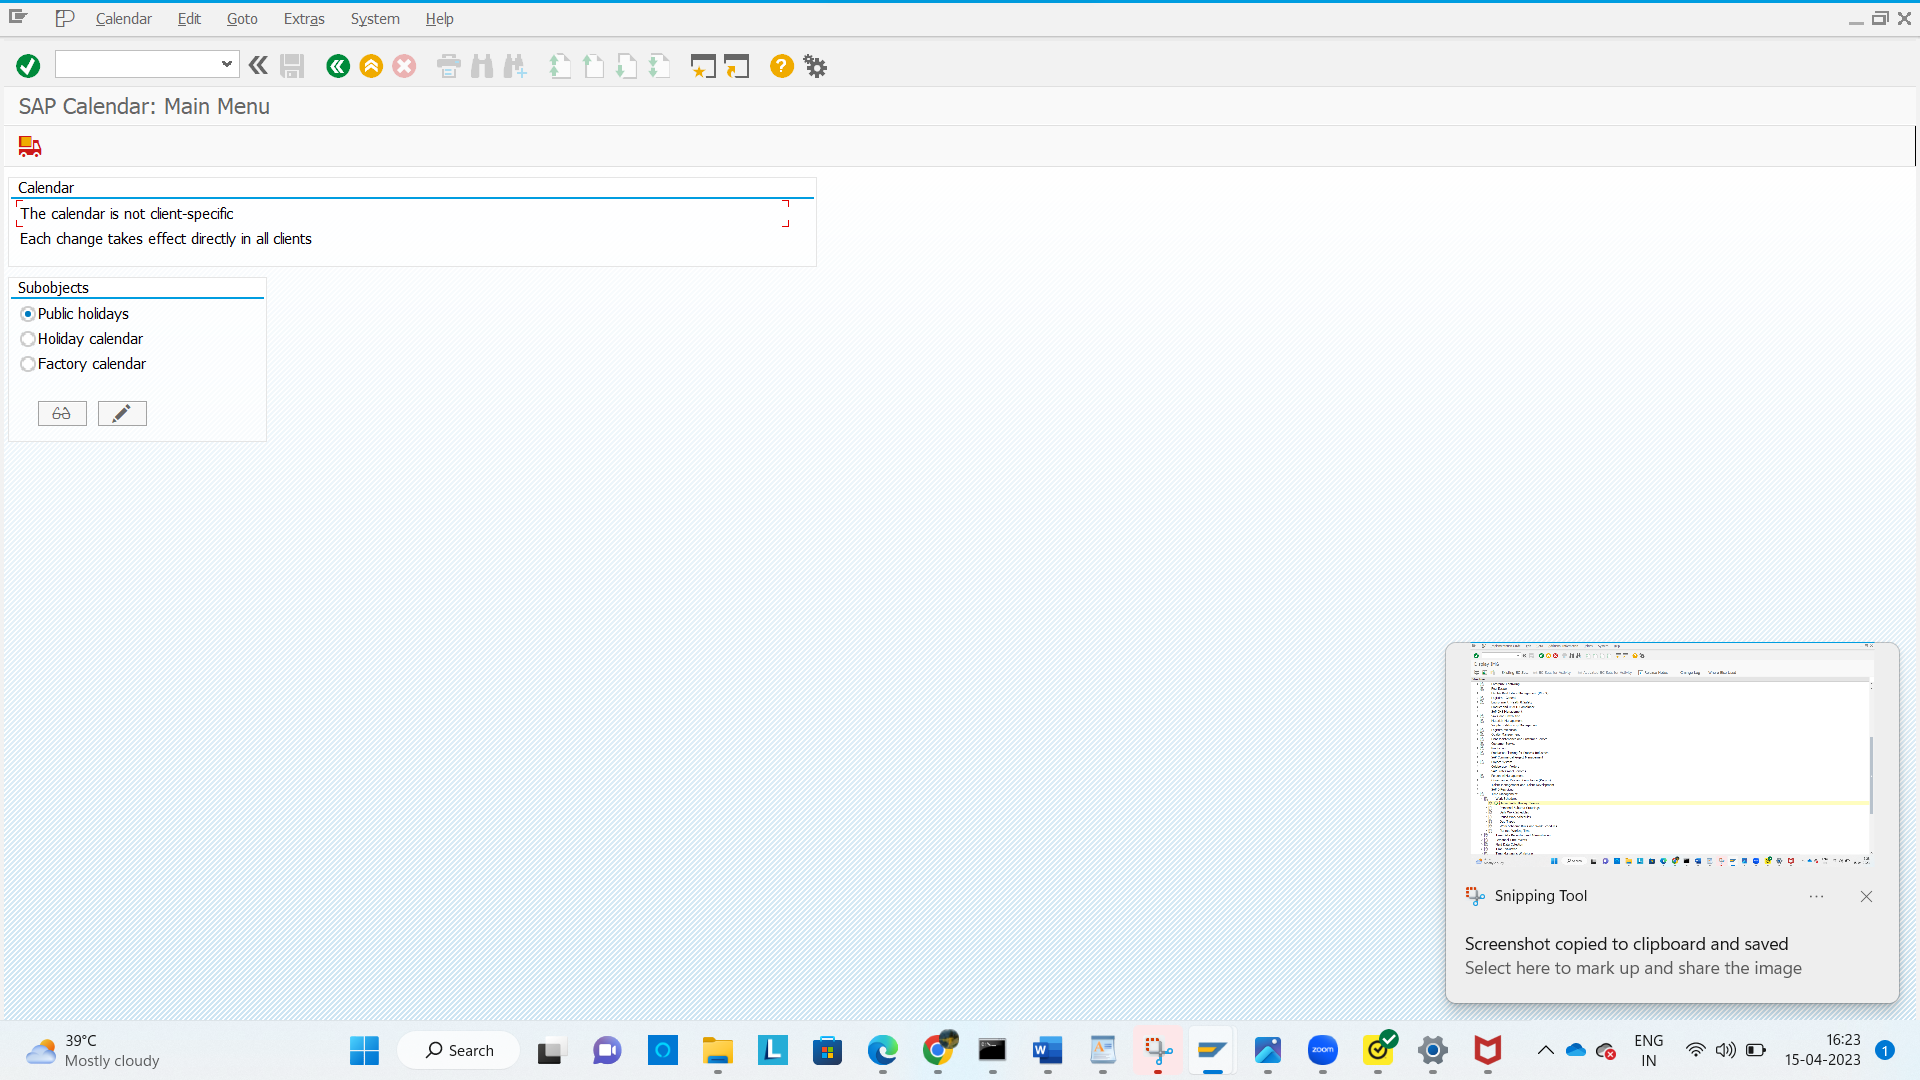 Calendar Edit Goto Extras System Help
SAP Calendar: Main Menu
Calendar
The calendar is not client-specific
Each change takes effect directly in all clients
Subobjects
Public holidays
Holiday calendar
Factory calendar
Snipping Tool
Screenshot copied to clipboard and saved
Select here to mark up and share the image
39°C
Mostly cloudy
Search
zoom
ENG
IN
16:23
15-04-2023
1